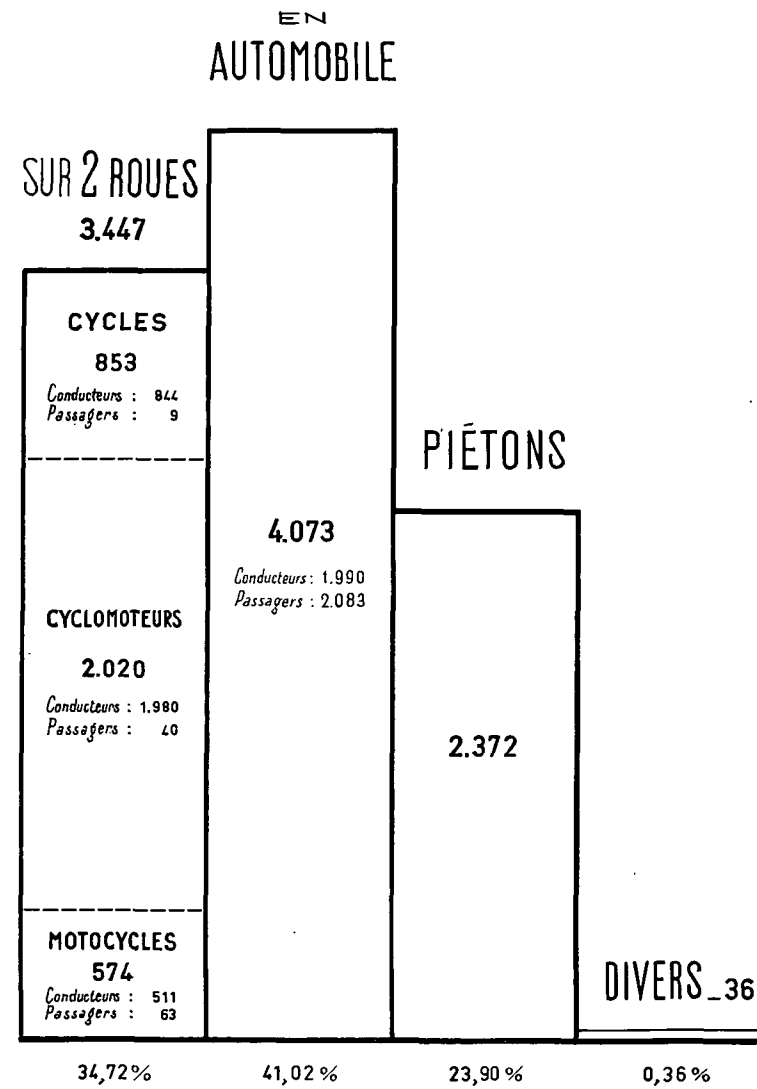 EN
AUTOMOBILE
SUR 2 ROUES
3.447
CYCLES
853
Conducteurs : 844
Passagers : 9
CYCLOMOTEURS
2.020
Conducteurs : 1.980
Passagers : 40
MOTOCYCLES
574
Conducteurs : 511
Passagers : 63
4.073
Conducteurs : 1.990
Passagers : 2.083
PIÉTONS
2.372
DIVERS_36
34,72%
41,02%
23,90%
0,36%